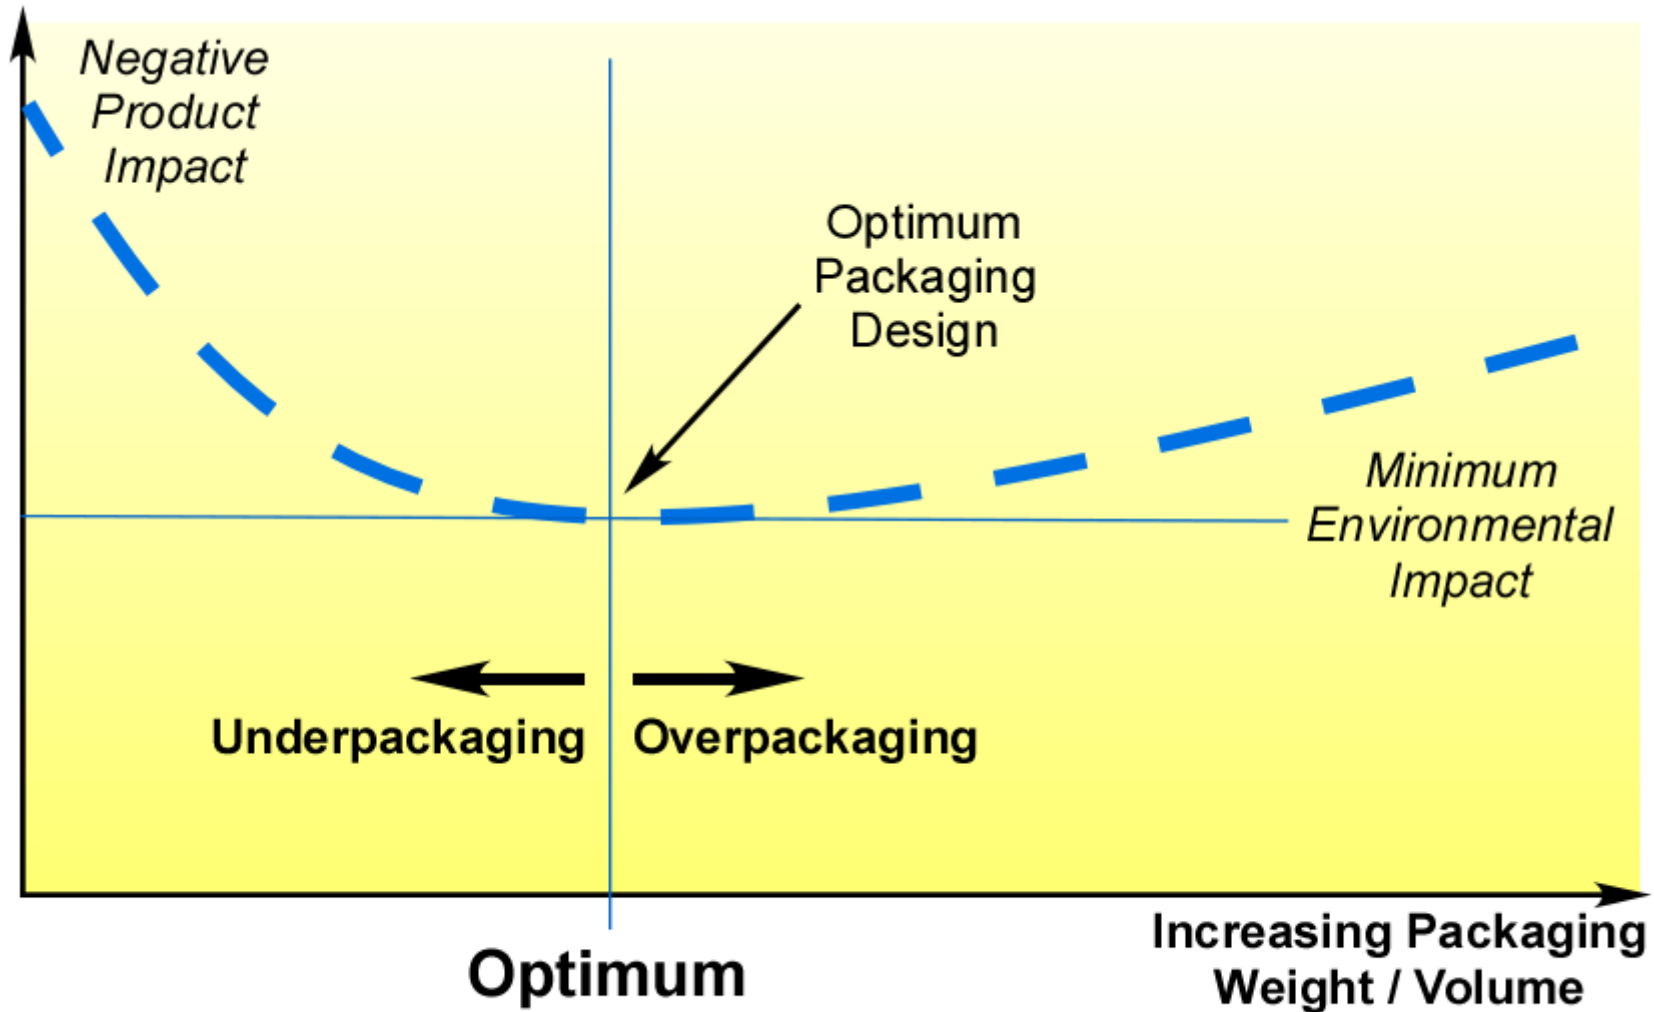 Negative
Product
Impact
Optimum
Packaging
Design
Minimum
Environmental
Impact
Underpackaging
Overpackaging
Optimum
Increasing Packaging
Weight / Volume